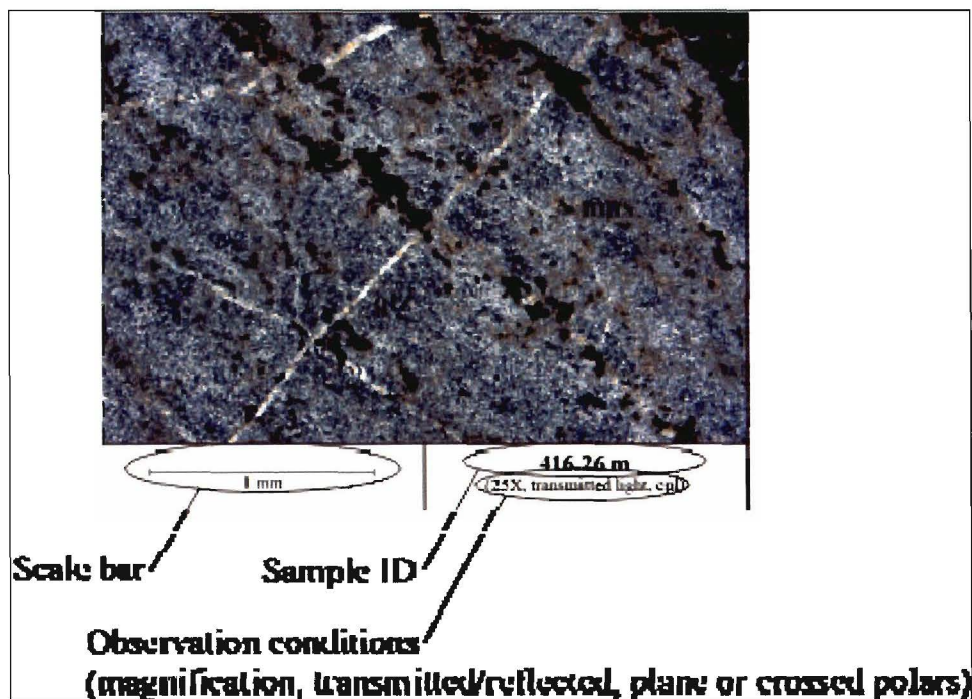 1 mm
416.26 m
(25X, transmitted light, cpl)
Scale bar
Sample ID
Observation conditions
(magnification, transmitted/reflected, plane or crossed polars)